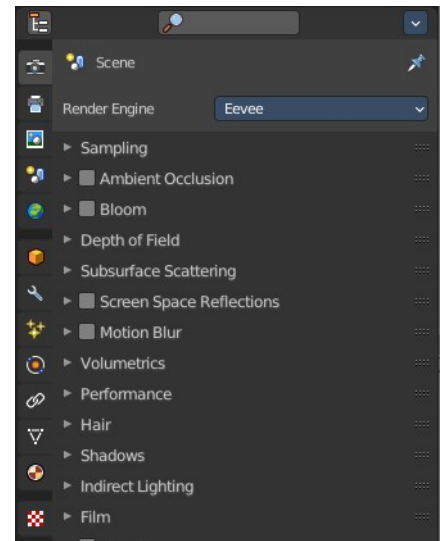 Scene
Render Engine Eevee
Sampling
Ambient Occlusion
Bloom
Depth of Field
Subsurface Scattering
Screen Space Reflections
Motion Blur
Volumetrics
Performance
Hair
Shadows
Indirect Lighting
Film